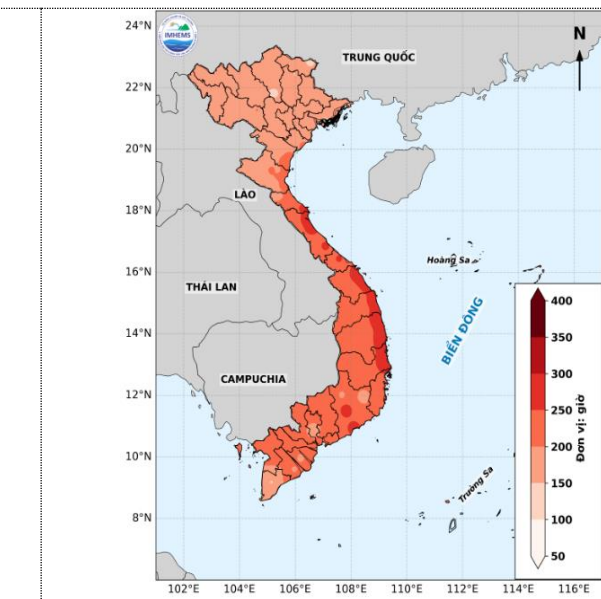 24°N
IMHEMS
N
TRUNG QUỐC
22°N
20°N
LÀO
18°N
Hoàng Sa
16°N
THÁI LAN
400
BIỂN ĐÔNG
350
14°N
300
CAMPUCHIA
250
Đơn vị: giờ
12°N
200
10°N
150
Trường Sa
100
8°N
50
102°E 104°E 106°E 108°E 110°E 112°E 114°E 116°E